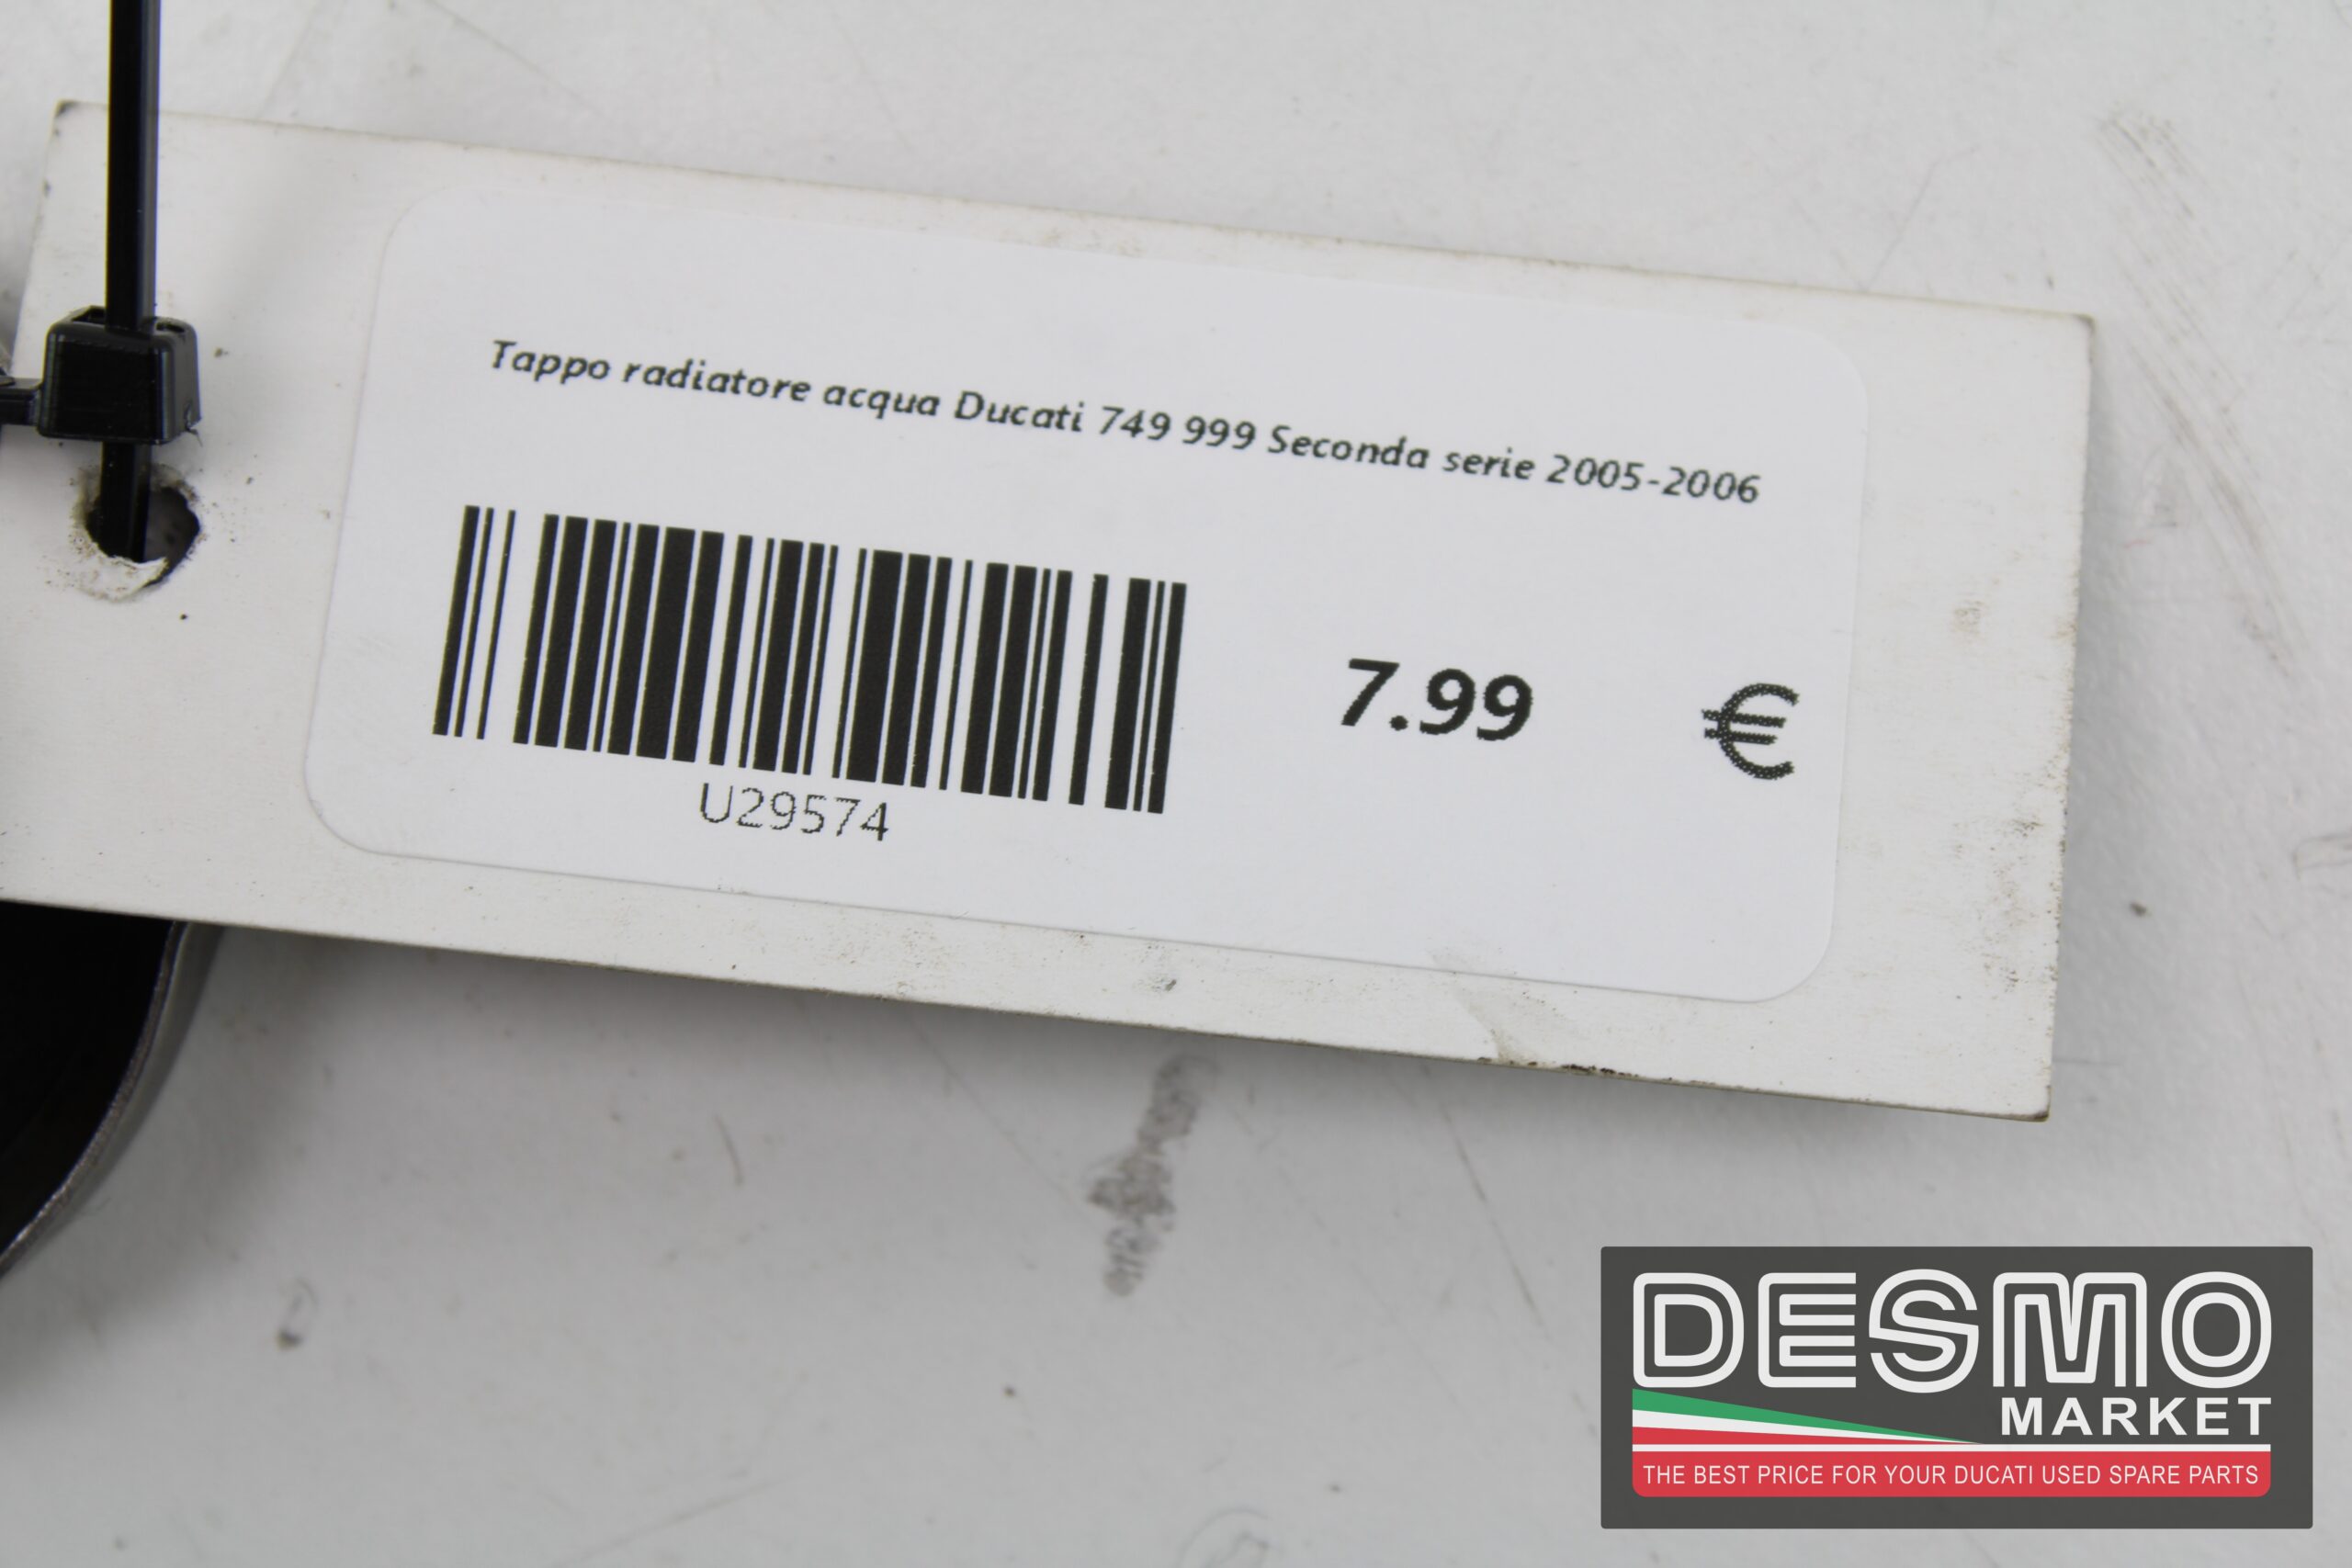 Tappo radiatore acqua Ducati 749 999 Seconda serie 2005-2006
7.99 €
U29574
DESMO
MARKET
THE BEST PRICE FOR YOUR DUCATI USED SPARE PARTS